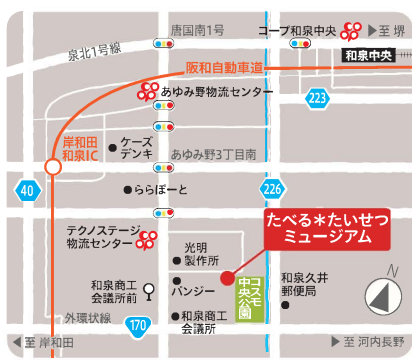 唐国南1号
コープ和泉中央
▶至 堺
泉北1号線
和泉中央
阪和自動車道
あゆみ野物流センター
223
岸和田
和泉IC
ケーズ
デンキ
あゆみ野3丁目南
40
ららぽーと
226
たべる＊たいせつ
ミュージアム
テクノステージ
物流センター
光明
製作所
和泉商工
会議所前
バンジー
コスモ
中央公園
和泉久井
郵便局
N
外環状線
170
和泉商工
会議所
◀至 岸和田
▷至 河内長野